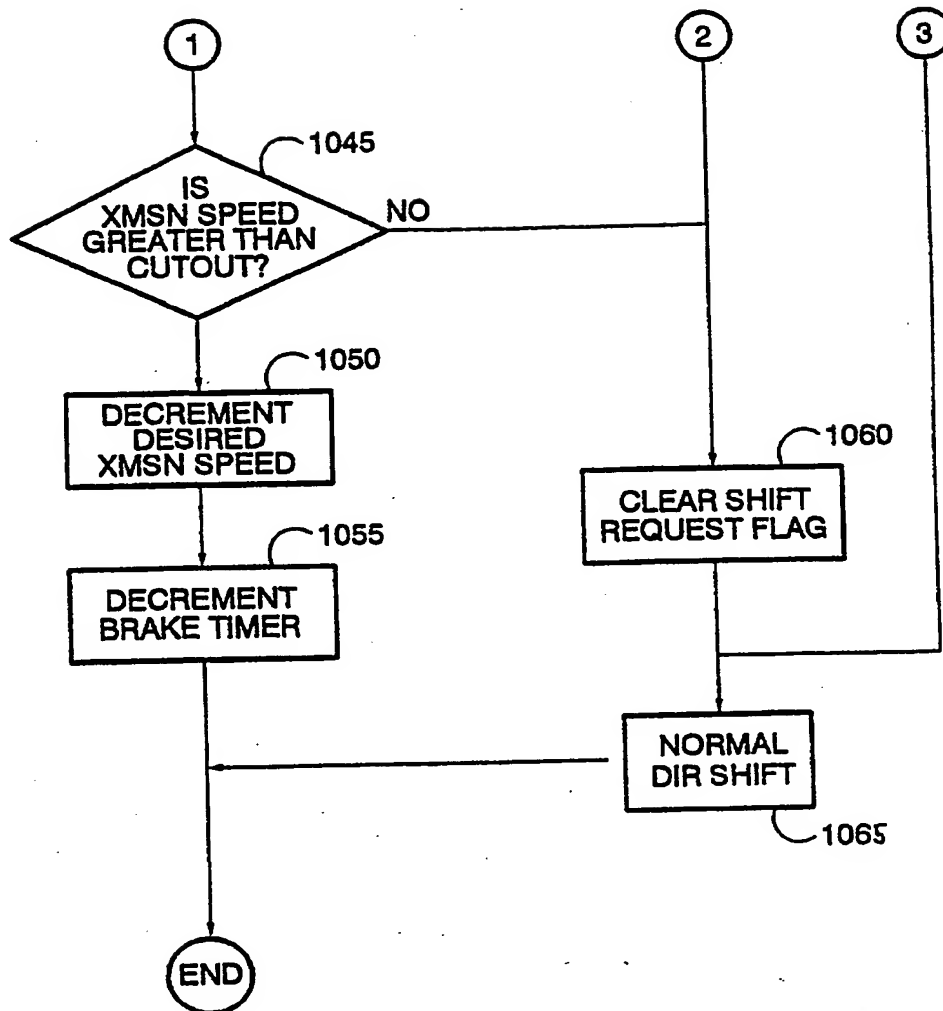 1
2
3
1045
IS
XMSN SPEED
GREATER THAN
CUTOUT?
NO
1050
DECREMENT
DESIRED
XMSN SPEED
1060
CLEAR SHIFT
REQUEST FLAG
1055
DECREMENT
BRAKE TIMER
NORMAL
DIR SHIFT
1065
END